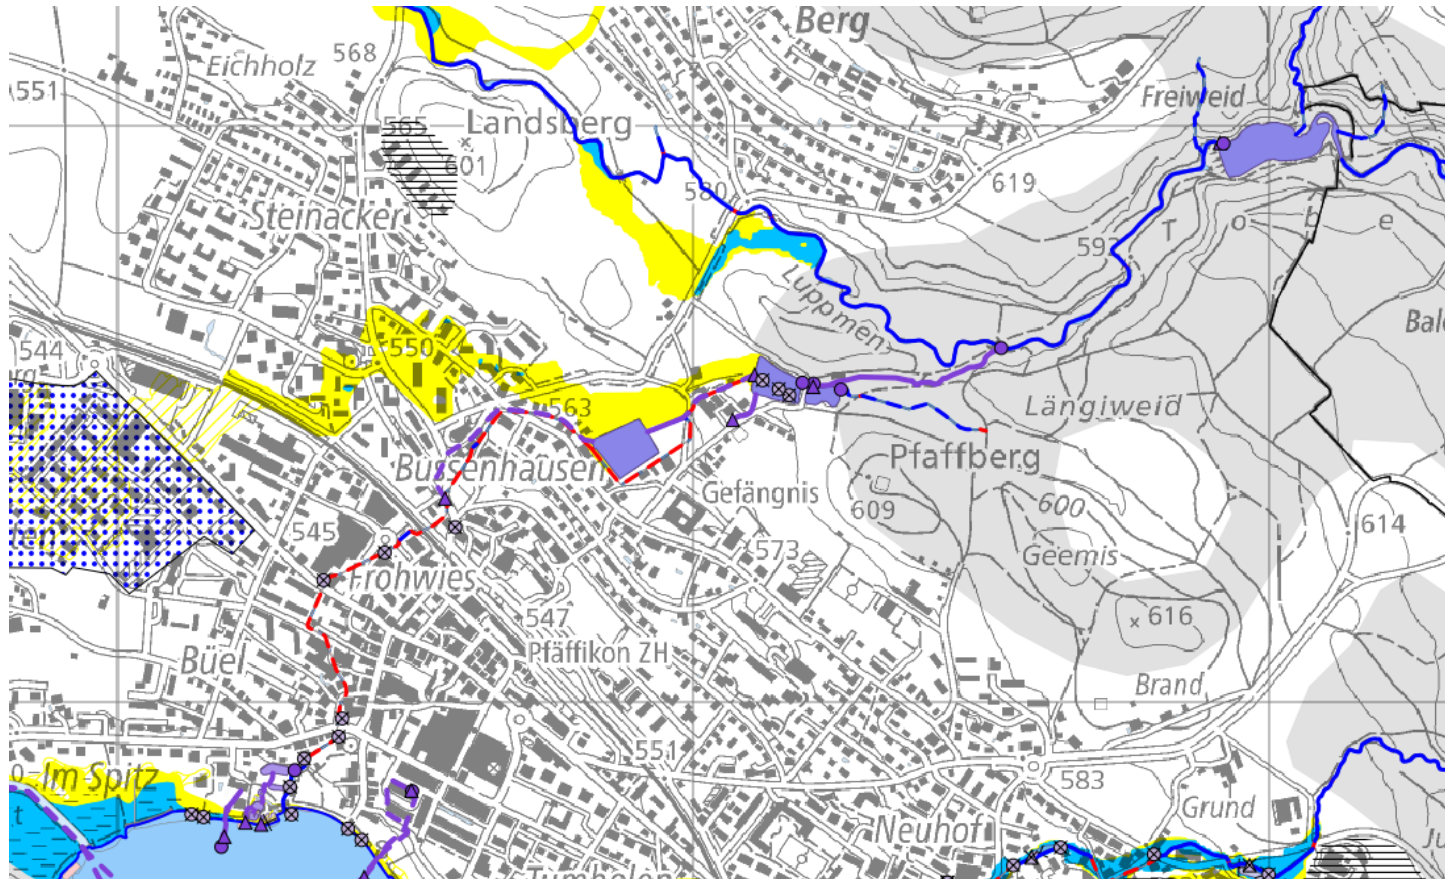 Berg
568
Eichholz
551
Freiweid
565
Landsberg
601
619
580
Steinacker
T o b e
593
Luppmen
544
550
563
Längiweid
Bussenhausen
Pfaffberg
Gefängnis
609
600
614
545
573
Geemis
Frohwies
547
616
Büel
Pfäffikon ZH
Brand
551
583
Im Spitz
Grund
t
Neuhof